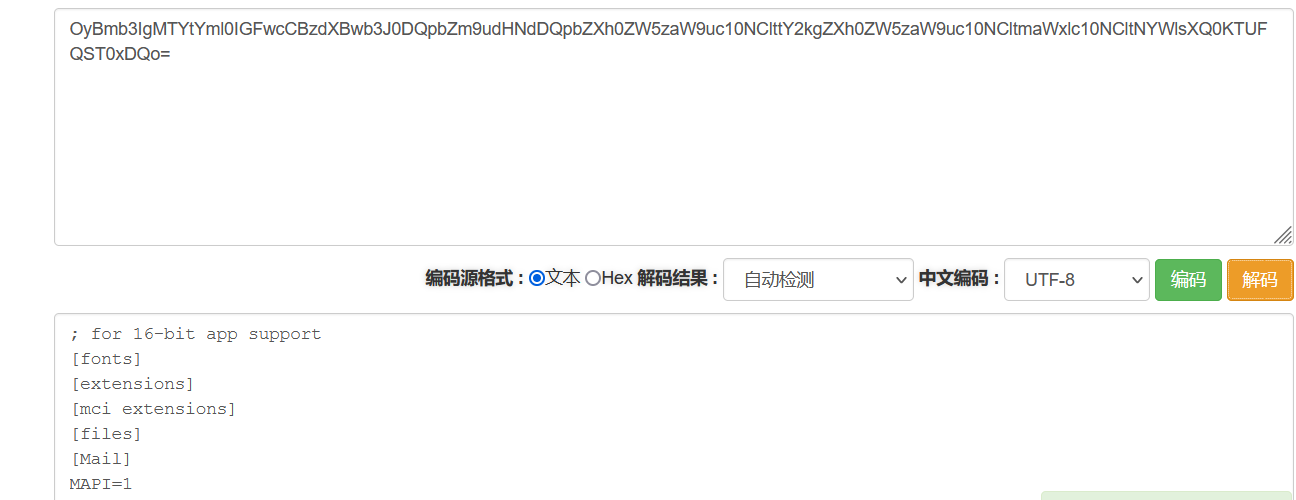 OyBmb3IgMTYtYml0IGFwcCBzdXBwb3J0DQpbZm9udHNdDQpbZXh0ZW5zaW9uc10NClttY2kgZXh0ZW5zaW9uc10NCltmaWxlc10NCltNYWlsXQ0KTUF
QST0xDQo=
编码源格式：文本 Hex 解码结果： 自动检测 中文编码： UTF-8 编码 解码
; for 16-bit app support
[fonts]
[extensions]
[mci extensions]
[files]
[Mail]
MAPI=1